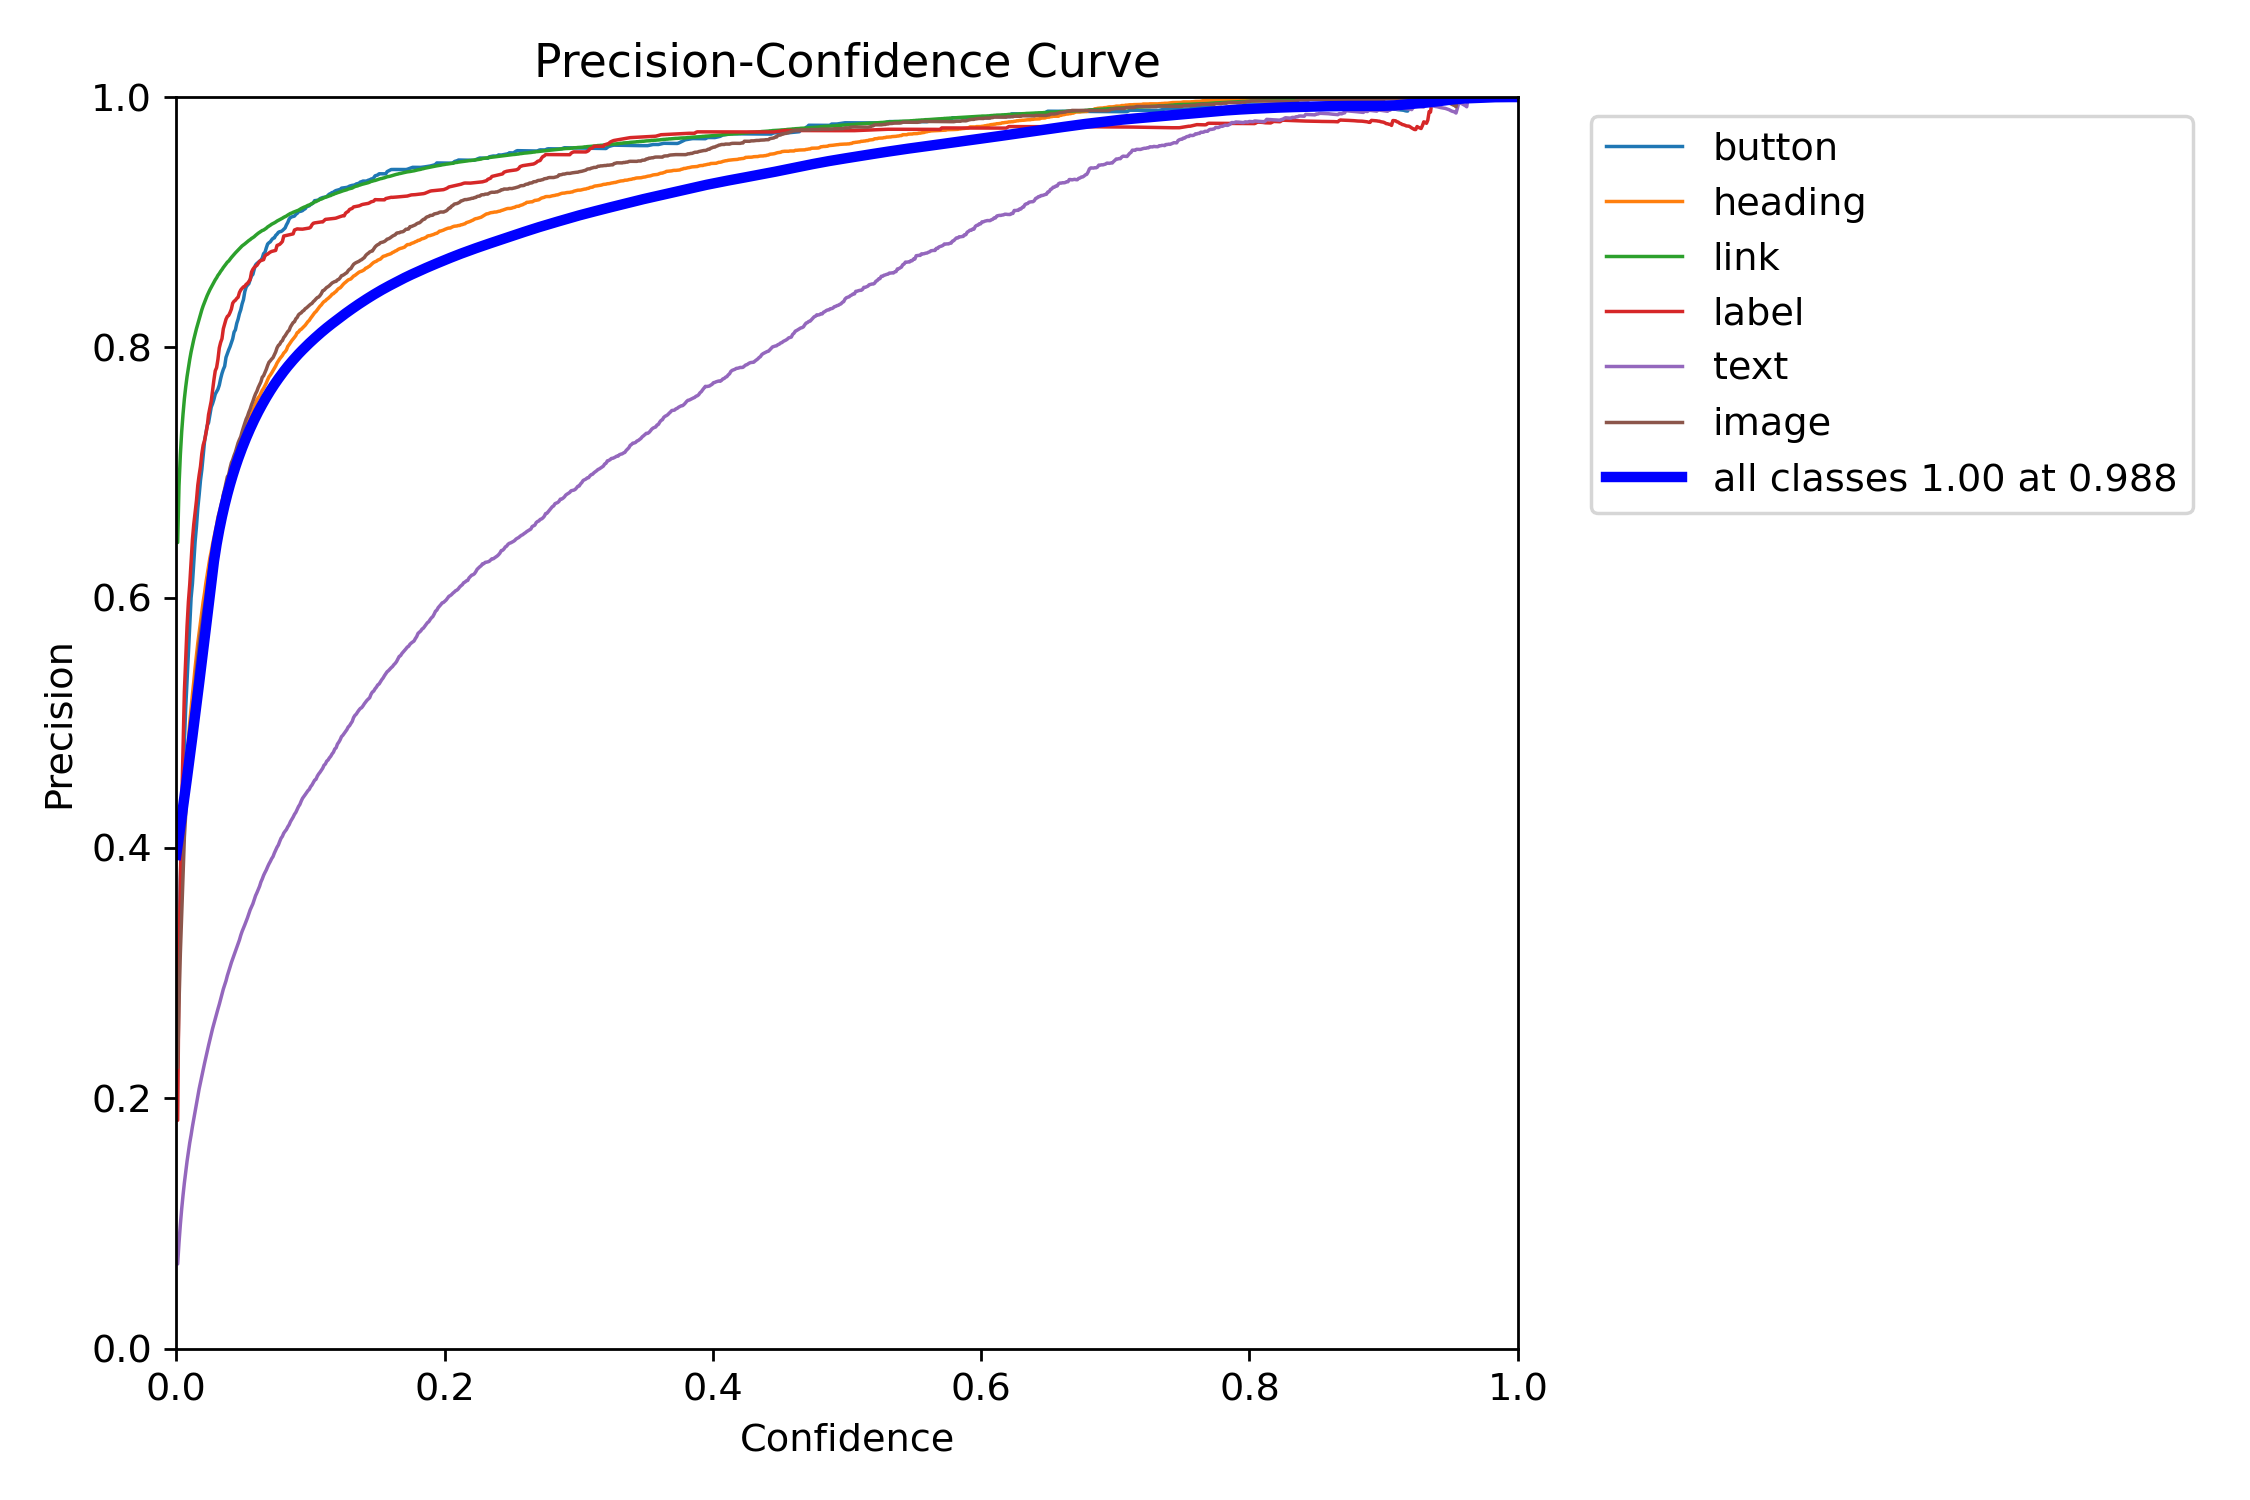 Precision-Confidence Curve
1.0
0.8
0.6
0.4
0.2
0.0
Precision
0.0 0.2 0.4 0.6 0.8 1.0
Confidence
button
heading
link
label
text
image
all classes 1.00 at 0.988